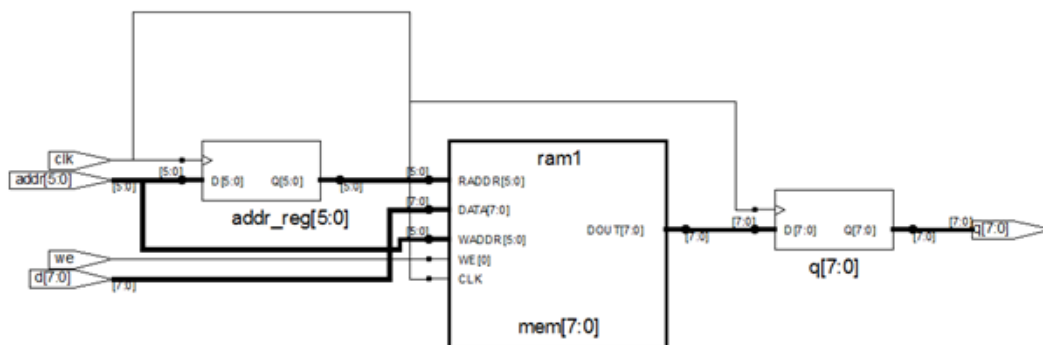 clk
addr[5:0]
[5:0]
[5:0]
D[5:0]
Q[5:0]
[5:0]
addr_reg[5:0]
we
d[7:0]
[7:0]
[5:0]
[7:0]
[5:0]
ram1
RADDR[5:0]
DATA[7:0]
WADDR[5:0]
WE[0]
CLK
DOUT[7:0]
mem[7:0]
[7:0]
[7:0]
D[7:0]
Q[7:0]
q[7:0]
[7:0]
[7:0]
q[7:0]